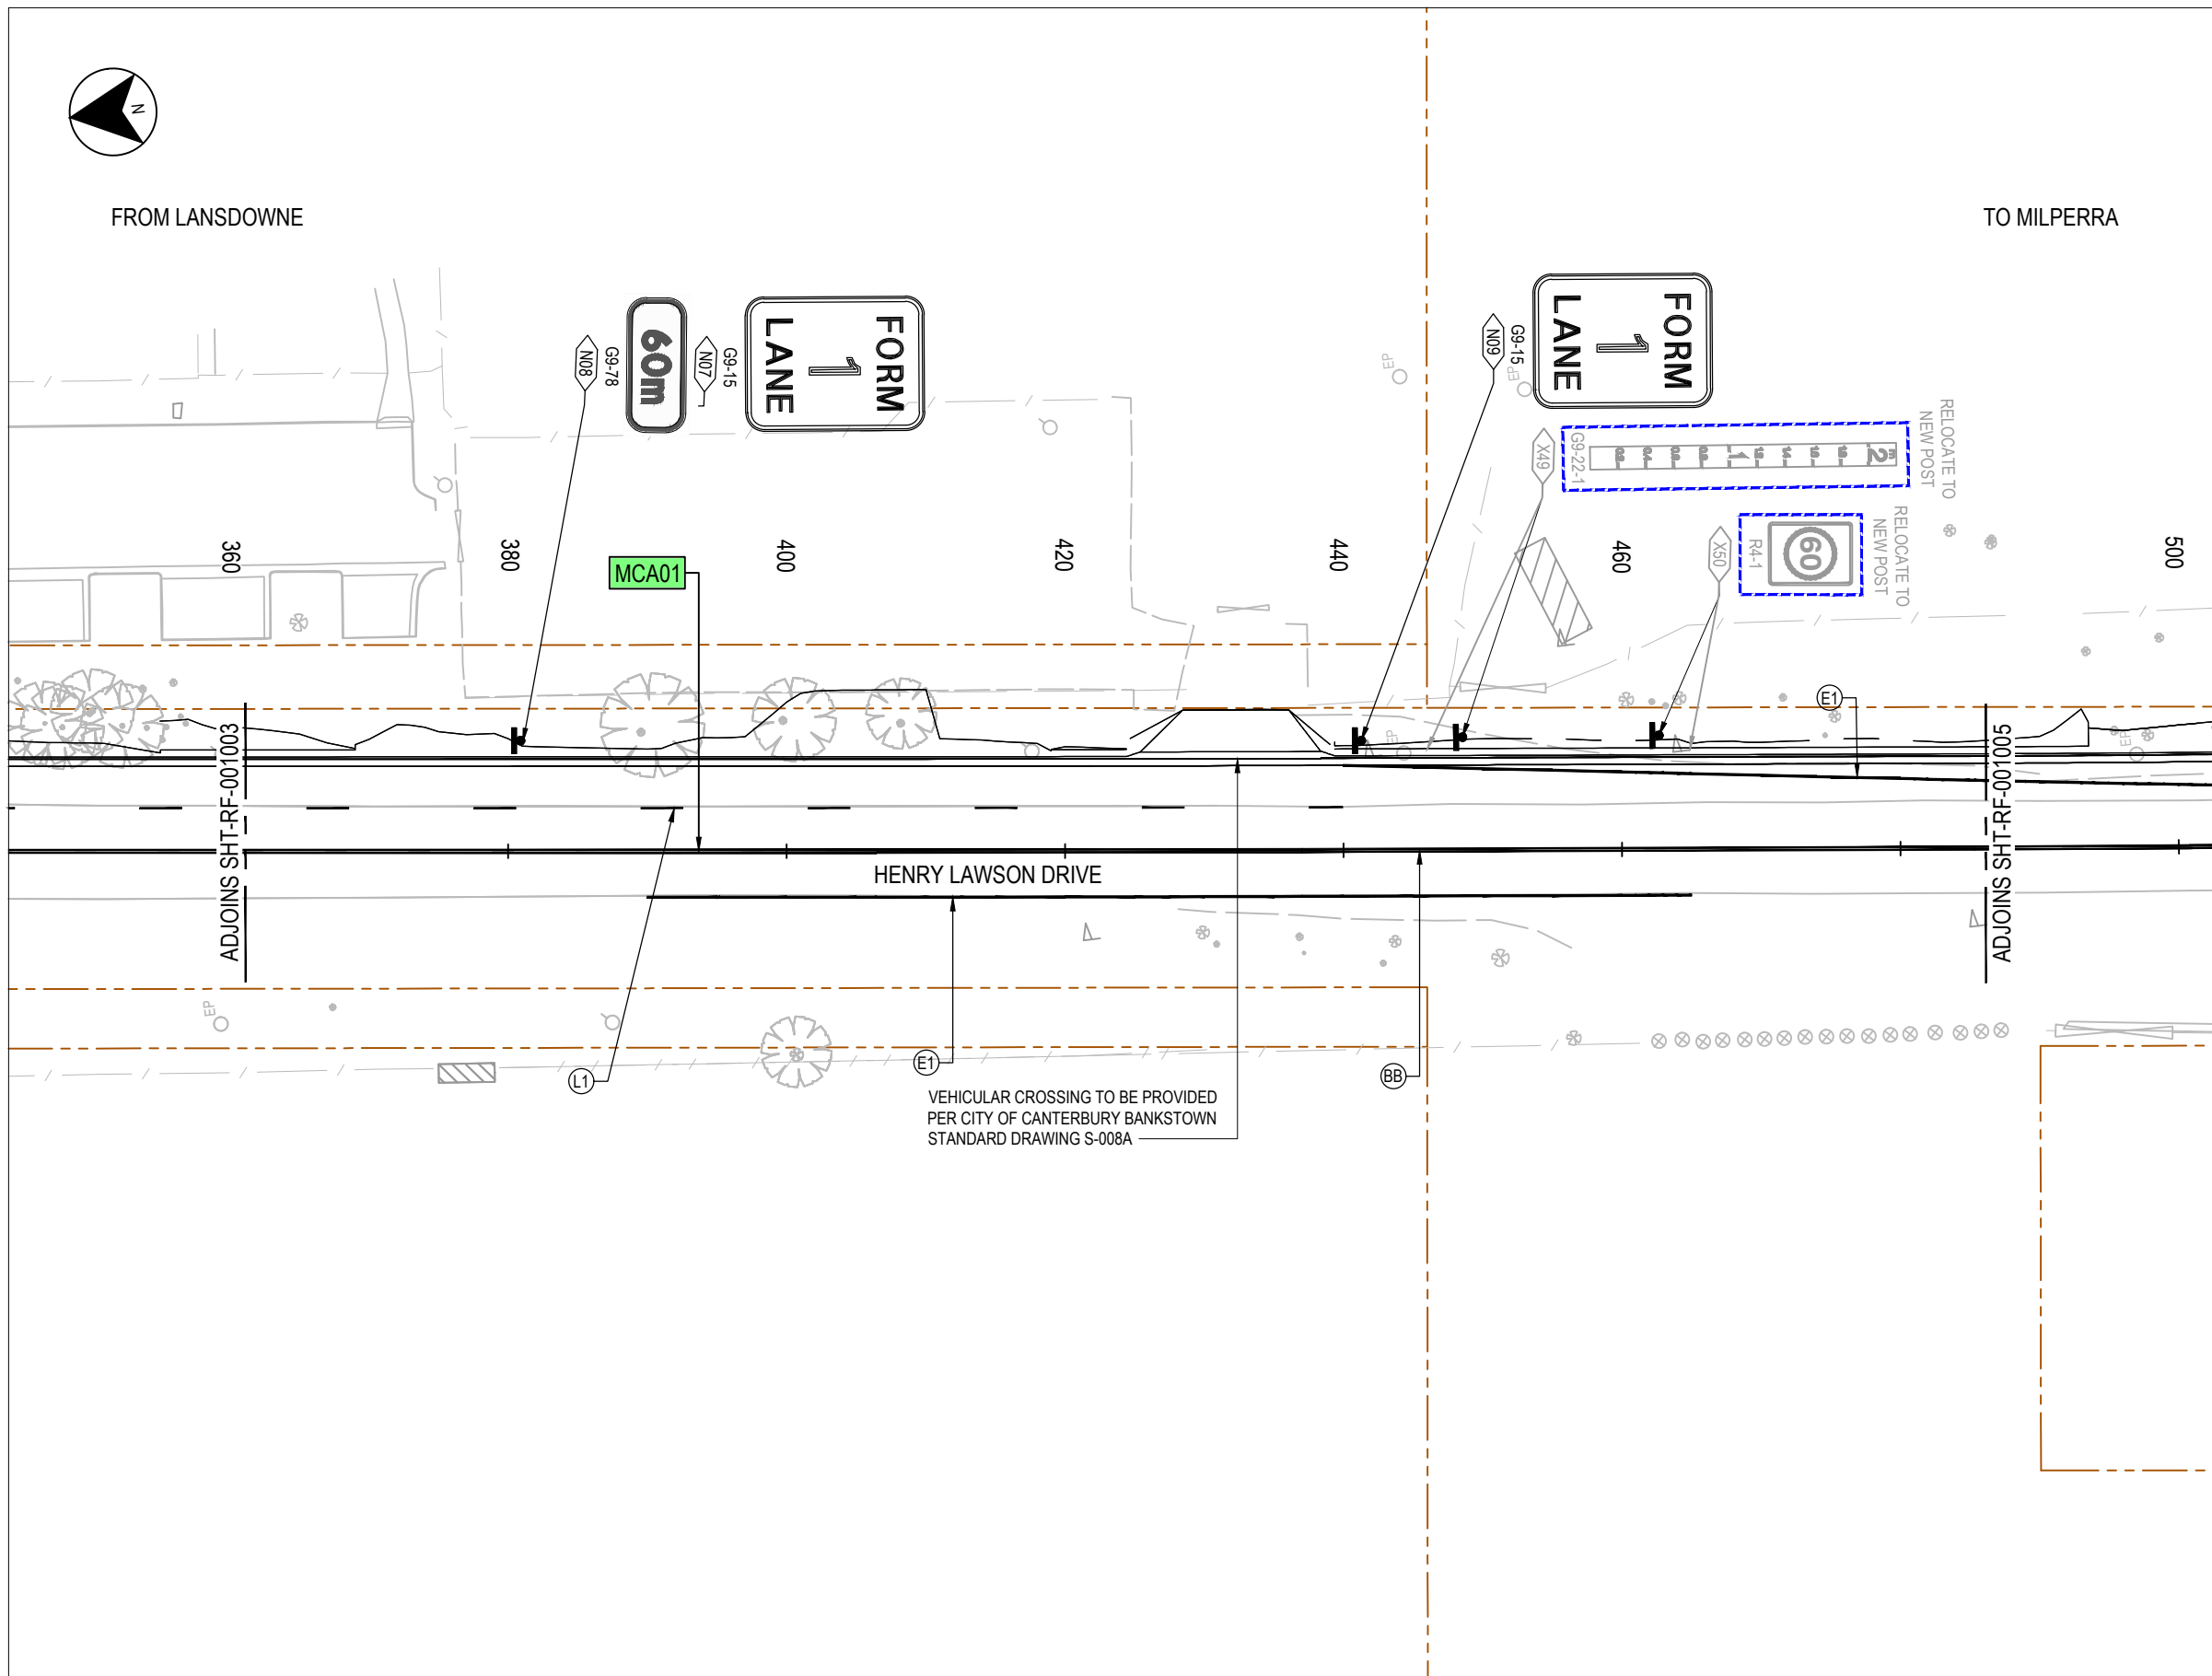 N
FROM LANSDOWNE
TO MILPERRA
N08
G9-78
60m
N07
G9-15
FORM
1
LANE
N09
G9-15
FORM
1
LANE
EP
EP
X49
G9-22-1
2m
RELOCATE TO
NEW POST
X50
R4-1
60
RELOCATE TO
NEW POST
360
380
400
420
440
460
500
MCA01
E1
EP
EP
ADJOINS SHT-RF-001003
ADJOINS SHT-RF-001005
HENRY LAWSON DRIVE
EP
L1
E1
BB
VEHICULAR CROSSING TO BE PROVIDED
PER CITY OF CANTERBURY BANKSTOWN
STANDARD DRAWING S-008A